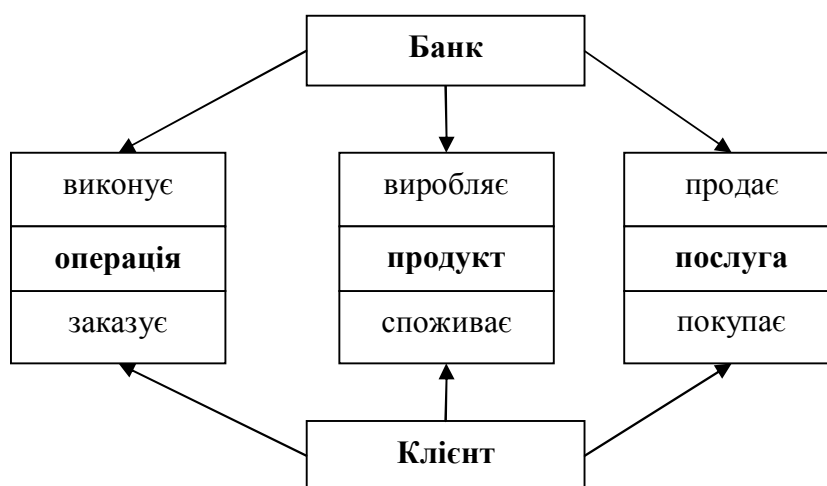 Банк
виконує
виробляє
продає
операція
продукт
послуга
заказує
споживає
покупає
Клієнт